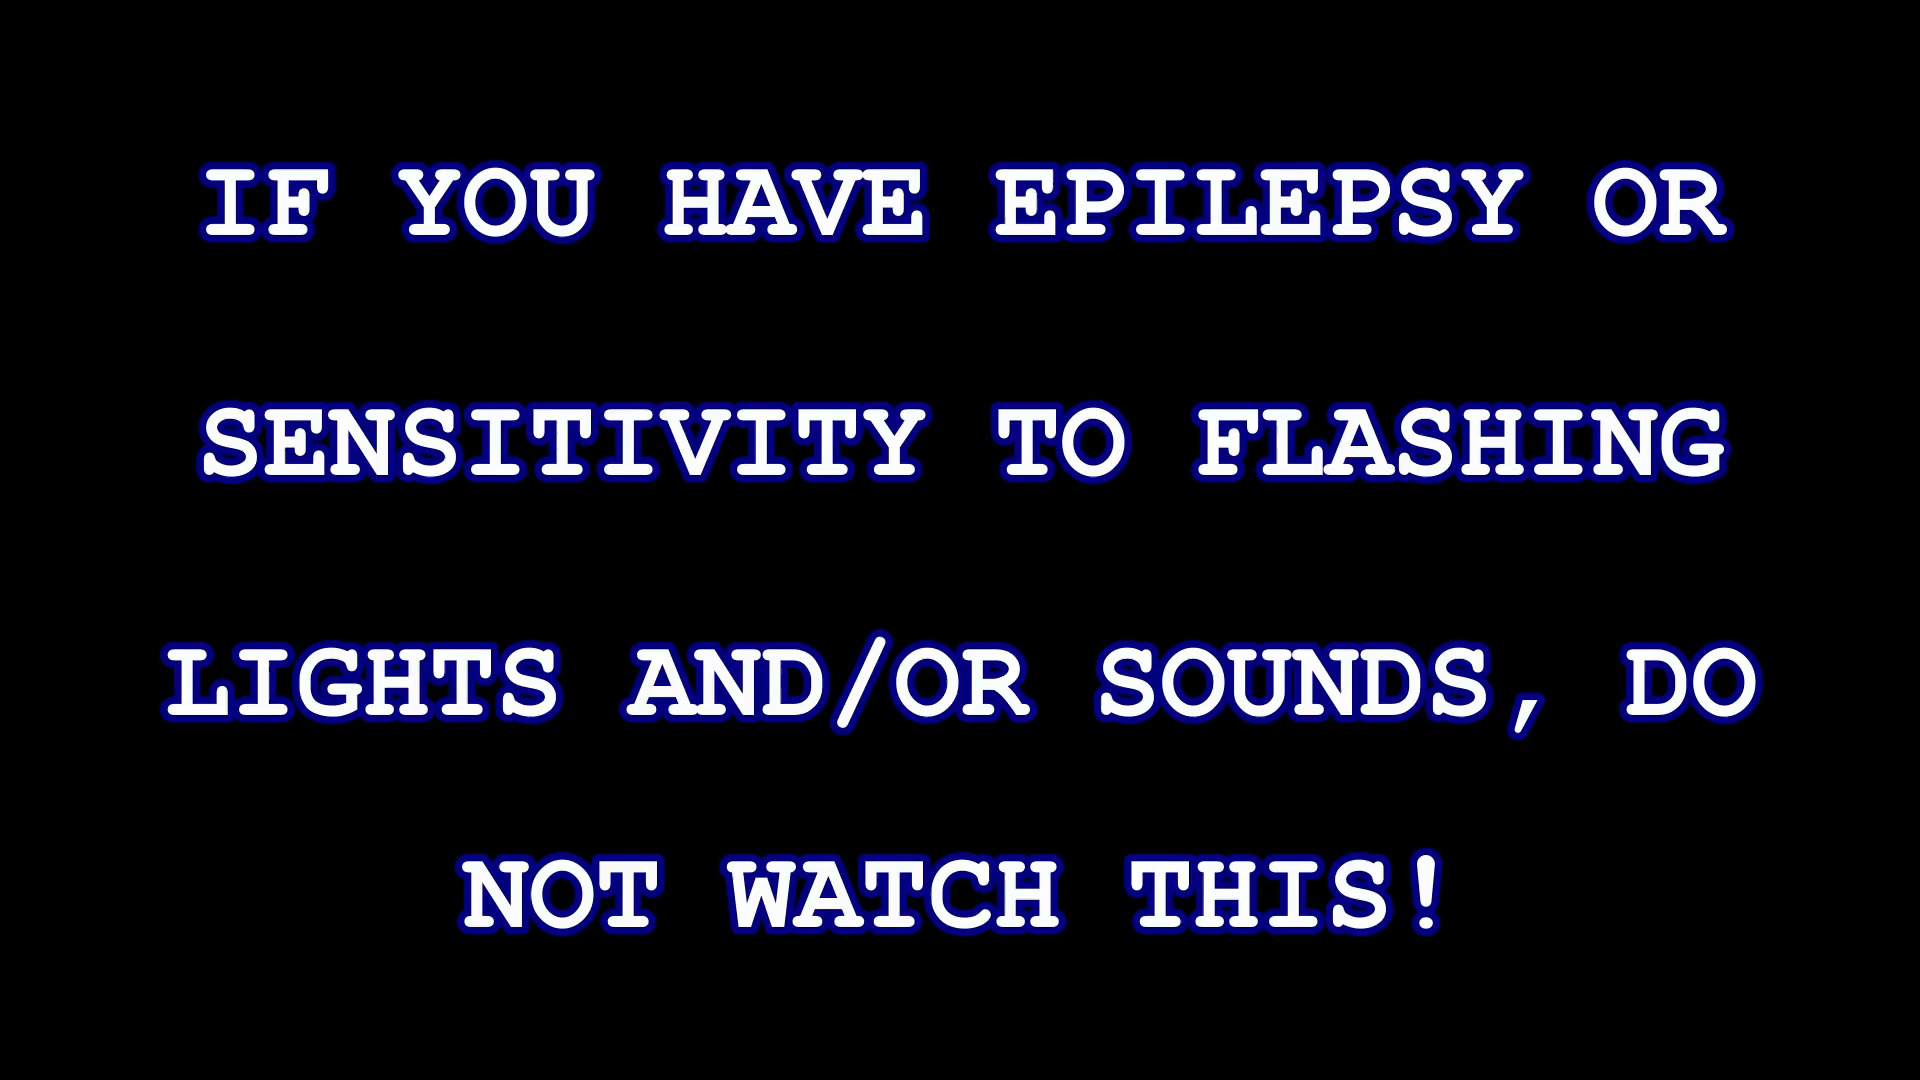 IF YOU HAVE EPILEPSY OR
SENSITIVITY TO FLASHING
LIGHTS AND/OR SOUNDS, DO
NOT WATCH THIS!